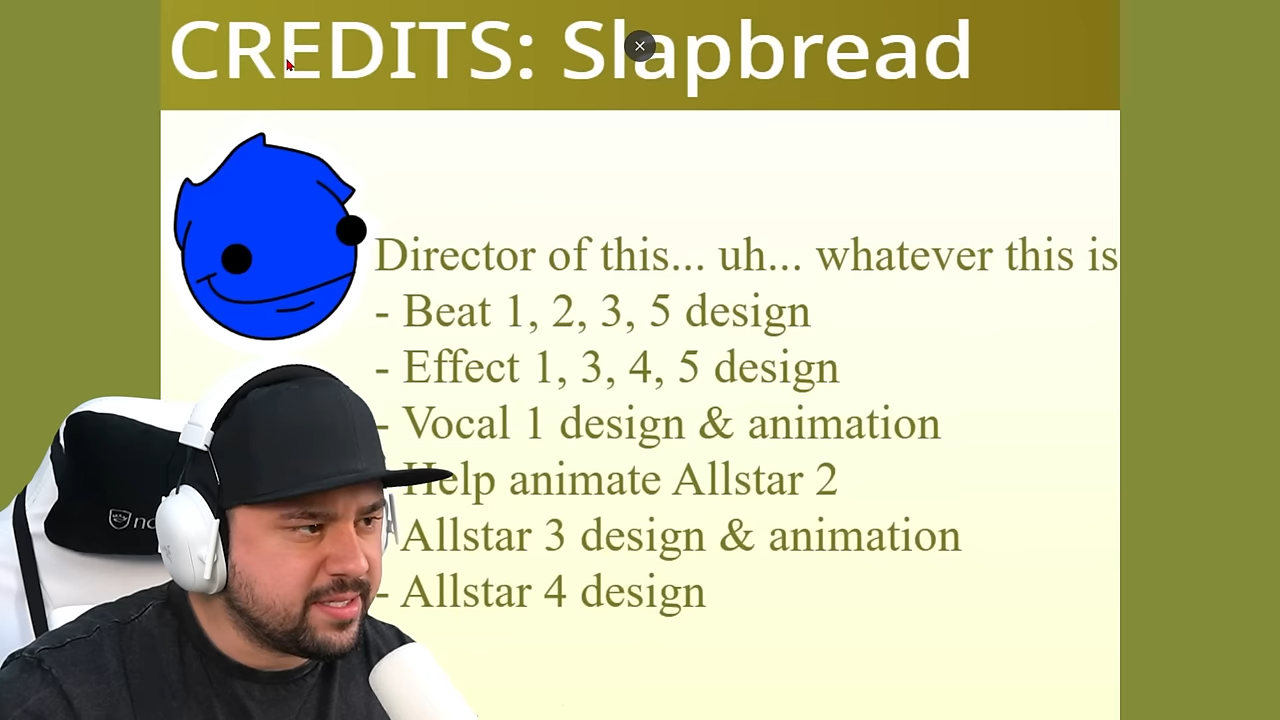 CREDITS: Slapbread
Director of this... uh... whatever this is
- Beat 1, 2, 3, 5 design
- Effect 1, 3, 4, 5 design
- Vocal 1 design & animation
- Help animate Allstar 2
Allstar 3 design & animation
- Allstar 4 design